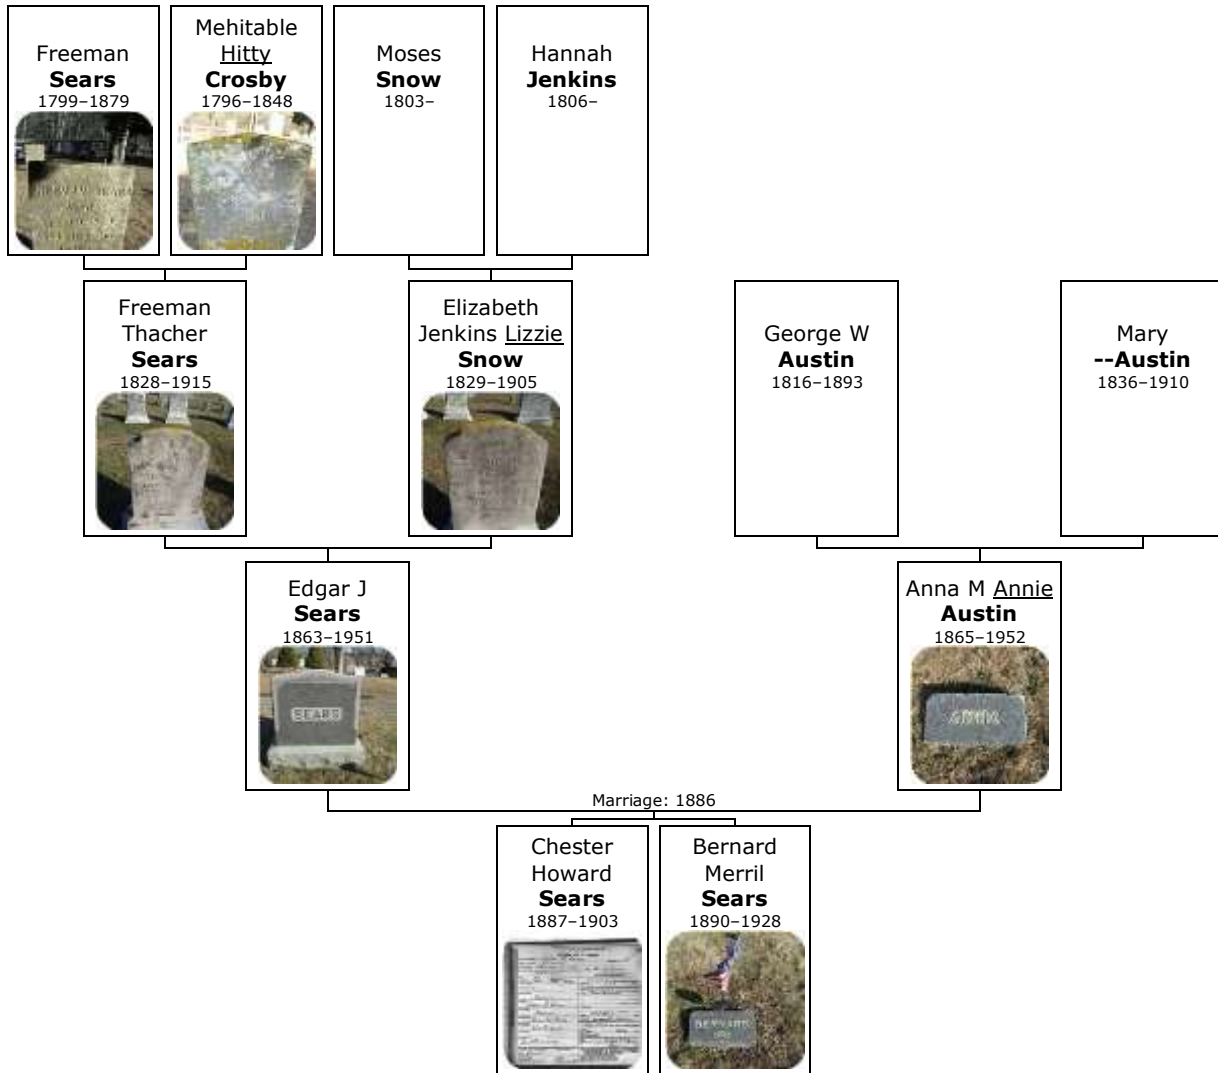 Freeman
Sears
1799–1879
Mehitable
Hitty
Crosby
1796–1848
Moses
Snow
1803–
Hannah
Jenkins
1806–
Freeman
Thacher
Sears
1828–1915
Elizabeth
Jenkins Lizzie
Snow
1829–1905
George W
Austin
1816–1893
Mary
--Austin
1836–1910
Edgar J
Sears
1863–1951
SEARS
Anna M Annie
Austin
1865–1952
Marriage: 1886
Chester
Howard
Sears
1887–1903
Bernard
Merril
Sears
1890–1928
BERNARD